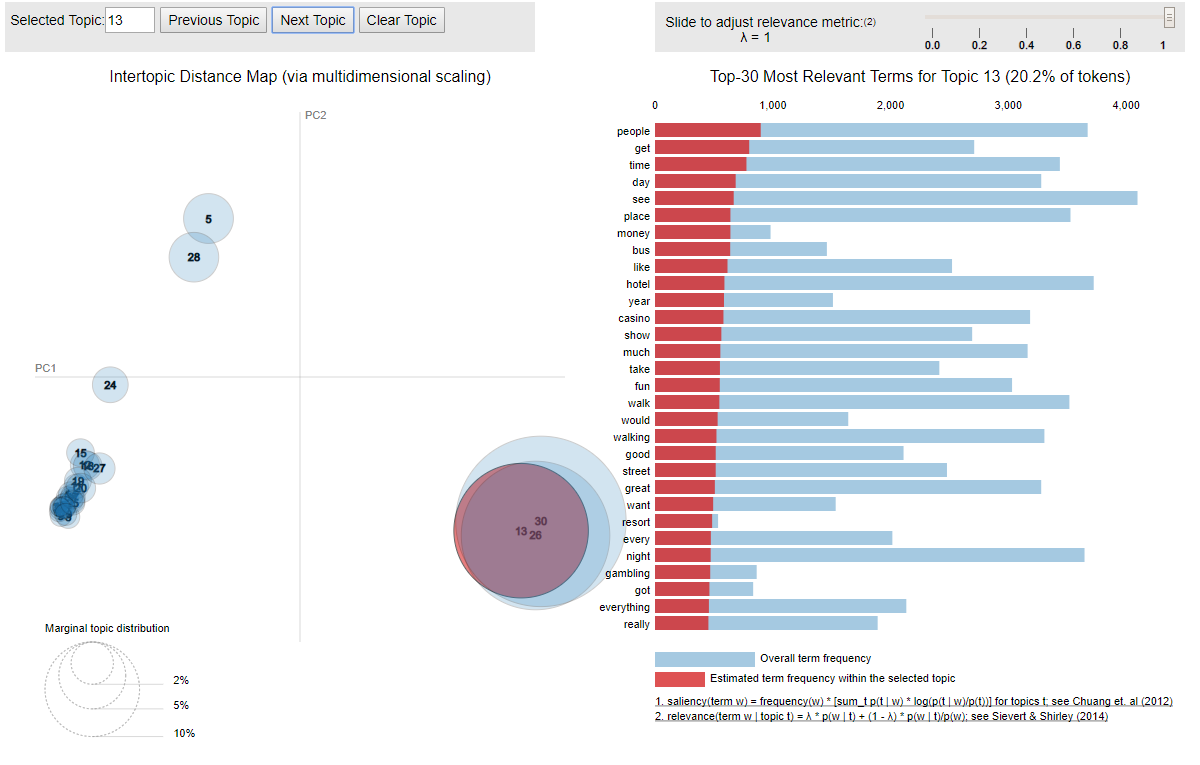 Selected Topic: 13 Previous Topic Next Topic Clear Topic
Slide to adjust relevance metric:(2)
λ = 1
0.0 0.2 0.4 0.6 0.8 1
Intertopic Distance Map (via multidimensional scaling)
PC2
PC1
5
28
24
15
27
30
13
26
Marginal topic distribution
2%
5%
10%
Top-30 Most Relevant Terms for Topic 13 (20.2% of tokens)
0 1,000 2,000 3,000 4,000
people
get
time
day
see
place
money
bus
like
hotel
year
casino
show
much
take
fun
walk
would
walking
good
street
great
want
resort
every
night
gambling
got
everything
really
Overall term frequency
Estimated term frequency within the selected topic
1. saliency(term w) = frequency(w) * [sum_t p(t | w) * log(p(t | w)/p(t))] for topics t; see Chuang et. al (2012)
2. relevance(term w | topic t) = λ * p(w | t) + (1 - λ) * p(w | t)/p(w); see Sievert & Shirley (2014)